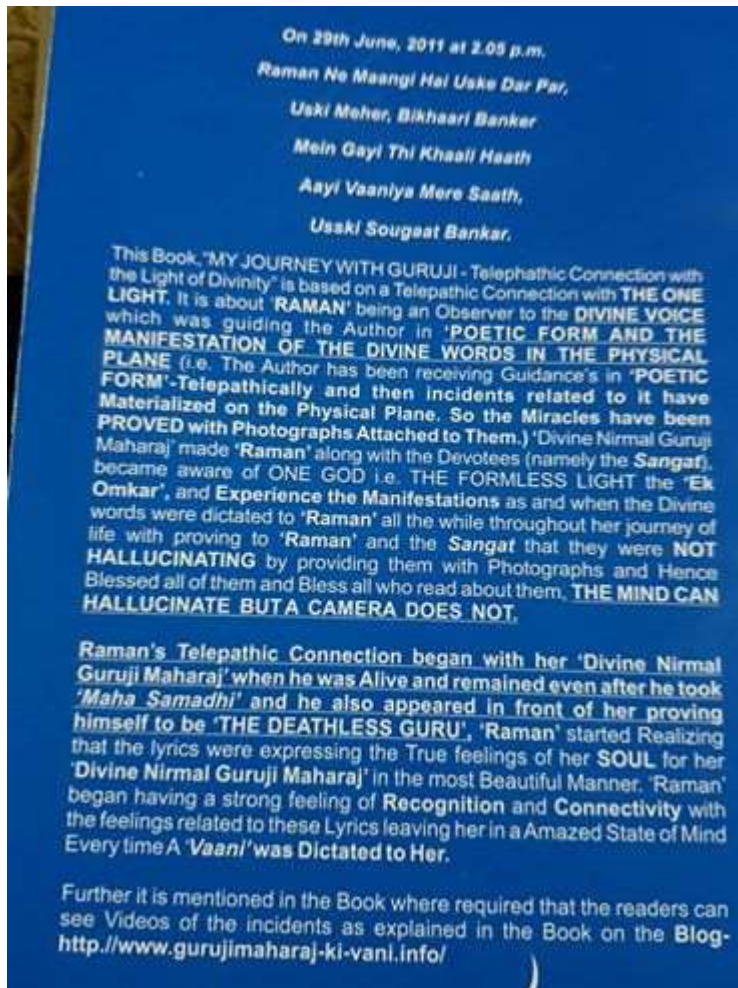 On 29th June, 2011 at 2.05 p.m.
Raman Ne Maangi Hai Uske Dar Par,
Uski Meher, Bikhaari Banker
Mein Gayi Thi Khaali Haath
Aayi Vaaniya Mere Saath,
Usski Sougaat Bankar.
This Book,"MY JOURNEY WITH GURUJI - Telephathic Connection with
the Light of Divinity" is based on a Telepathic Connection with THE ONE
LIGHT. It is about 'RAMAN' being an Observer to the DIVINE VOICE
which was guiding the Author in 'POETIC FORM AND THE
MANIFESTATION OF THE DIVINE WORDS IN THE PHYSICAL
PLANE (i.e. The Author has been receiving Guidance's in 'POETIC
FORM'-Telepathically and then incidents related to it have
Materialized on the Physical Plane. So the Miracles have been
PROVED with Photographs Attached to Them.) 'Divine Nirmal Guruji
Maharaj' made 'Raman' along with the Devotees (namely the Sangat),
became aware of ONE GOD i.e. THE FORMLESS LIGHT the 'Ek
Omkar', and Experience the Manifestations as and when the Divine
words were dictated to 'Raman' all the while throughout her journey of
life with proving to 'Raman' and the Sangat that they were NOT
HALLUCINATING by providing them with Photographs and Hence
Blessed all of them and Bless all who read about them. THE MIND CAN
HALLUCINATE BUT A CAMERA DOES NOT.
Raman's Telepathic Connection began with her 'Divine Nirmal
Guruji Maharaj' when he was Alive and remained even after he took
'Maha Samadhi' and he also appeared in front of her proving
himself to be 'THE DEATHLESS GURU', 'Raman' started Realizing
that the lyrics were expressing the True feelings of her SOUL for her
'Divine Nirmal Guruji Maharaj' in the most Beautiful Manner. 'Raman'
began having a strong feeling of Recognition and Connectivity with
the feelings related to these Lyrics leaving her in a Amazed State of Mind
Every time A 'Vaani' was Dictated to Her.
Further it is mentioned in the Book where required that the readers can
see Videos of the incidents as explained in the Book on the Blog-
http.//www.gurujimaharaj-ki-vani.info/